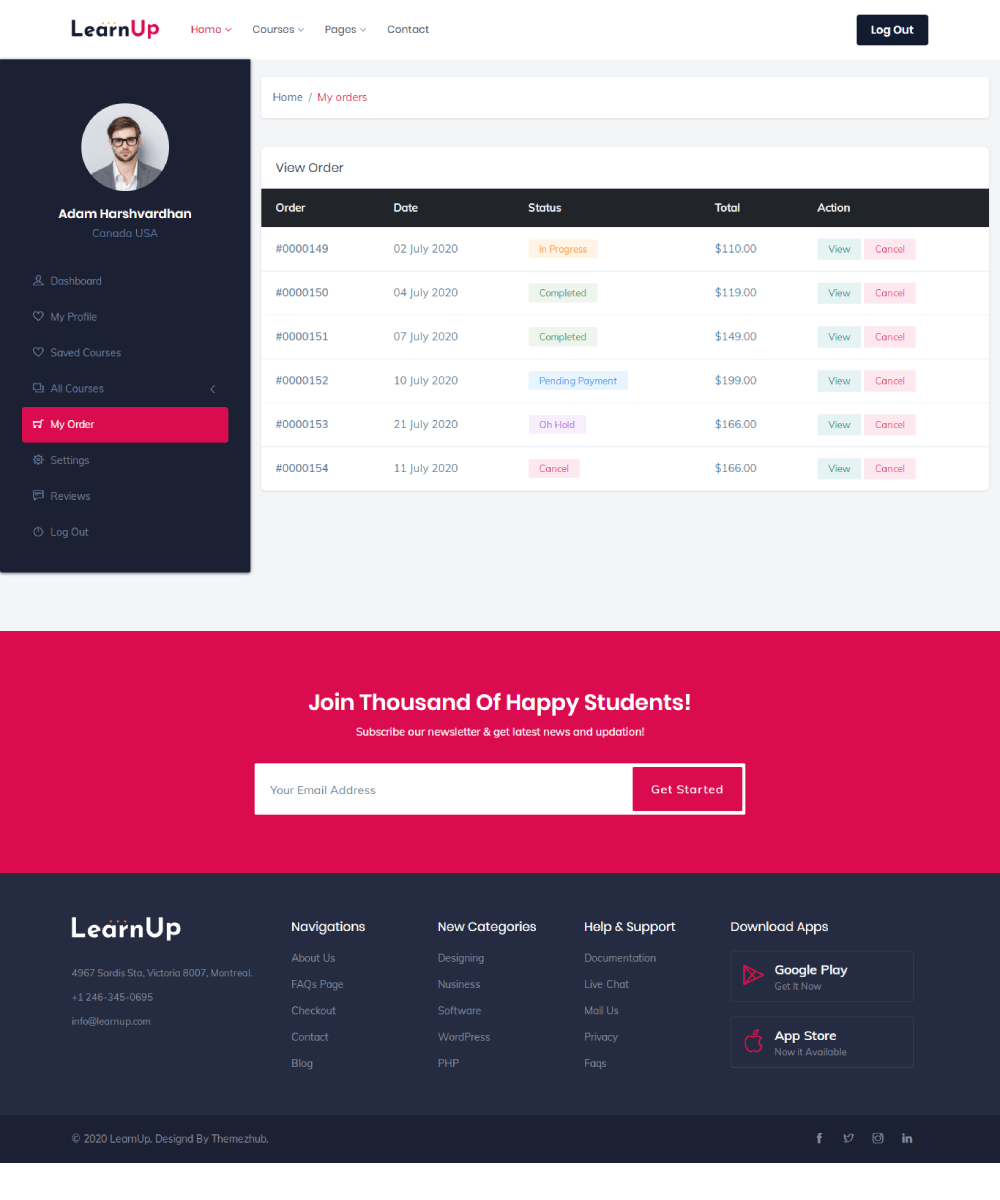 LearnUp
Home Courses Pages Contact
Log Out
Adam Harshvardhan
Canada USA
Dashboard
My Profile
Saved Courses
All Courses
My Order
Settings
Reviews
Log Out
Home / My orders
View Order
Order Date Status Total Action
#0000149 02 July 2020 In Progress $110.00 View Cancel
#0000150 04 July 2020 Completed $119.00 View Cancel
#0000151 07 July 2020 Completed $149.00 View Cancel
#0000152 10 July 2020 Pending Payment $199.00 View Cancel
#0000153 21 July 2020 Oh Hold $166.00 View Cancel
#0000154 11 July 2020 Cancel $166.00 View Cancel
Join Thousand Of Happy Students!
Subscribe our newsletter & get latest news and updation!
Your Email Address
Get Started
LearnUp
4967 Sardis Sta, Victoria 8007, Montreal.
+1 246-345-0695
info@learnup.com
Navigations
About Us
FAQs Page
Checkout
Contact
Blog
New Categories
Designing
Nusiness
Software
WordPress
PHP
Help & Support
Documentation
Live Chat
Mail Us
Privacy
Faqs
Download Apps
Google Play
Get It Now
App Store
Now it Available
© 2020 LearnUp. Designd By Themezhub.